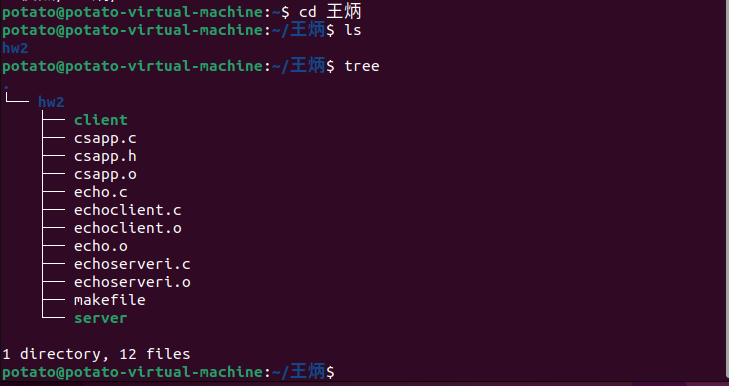 potato@potato-virtual-machine:~$ cd 王炳
potato@potato-virtual-machine:~/王炳$ ls
hw2
potato@potato-virtual-machine:~/王炳$ tree
.
└── hw2
    ├── client
    ├── csapp.c
    ├── csapp.h
    ├── csapp.o
    ├── echo.c
    ├── echoclient.c
    ├── echoclient.o
    ├── echo.o
    ├── echoserveri.c
    ├── echoserveri.o
    ├── makefile
    └── server

1 directory, 12 files
potato@potato-virtual-machine:~/王炳$